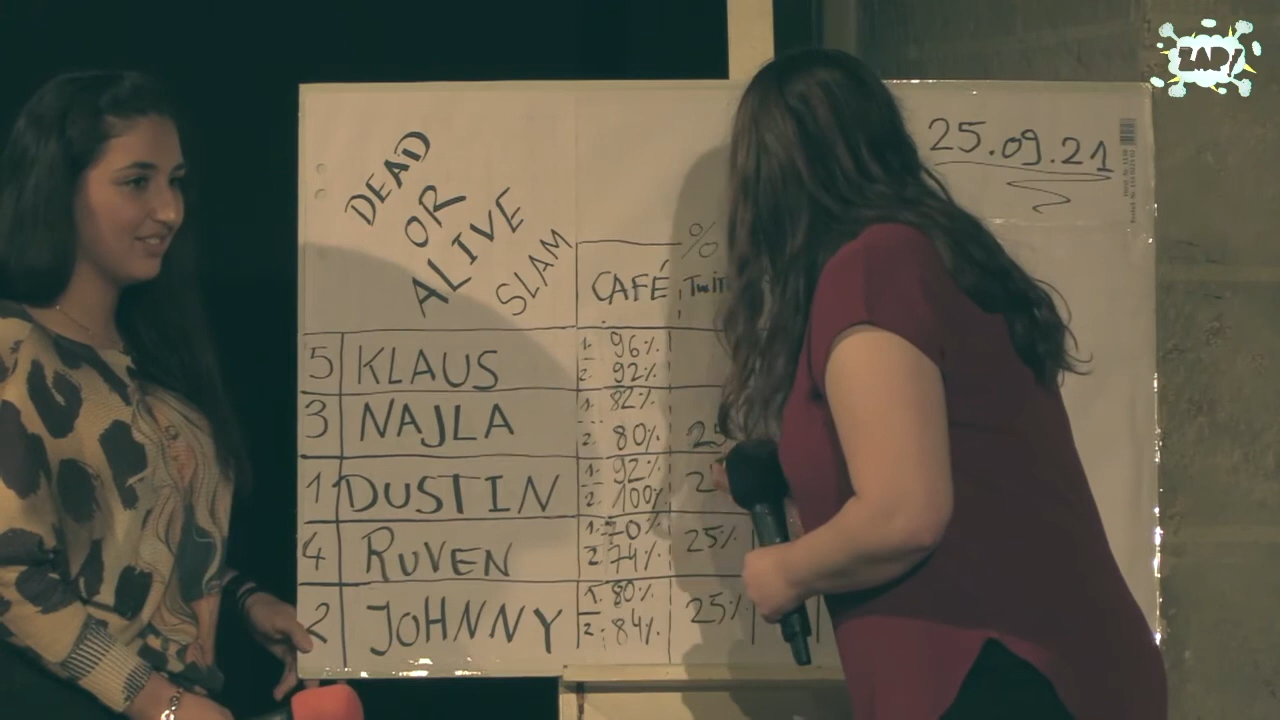 ZAP!
25.09.21
DEAD
OR
ALIVE
SLAM
%
CAFÉ
5 KLAUS 1. 96% 2. 92%
3 NAJLA 1. 82% 2. 80%
1 DUSTIN 1. 92% 2. 100%
4 RUVEN 1. 70% 2. 74% 25%
2 JOHNNY 1. 80% 2. 84% 25%